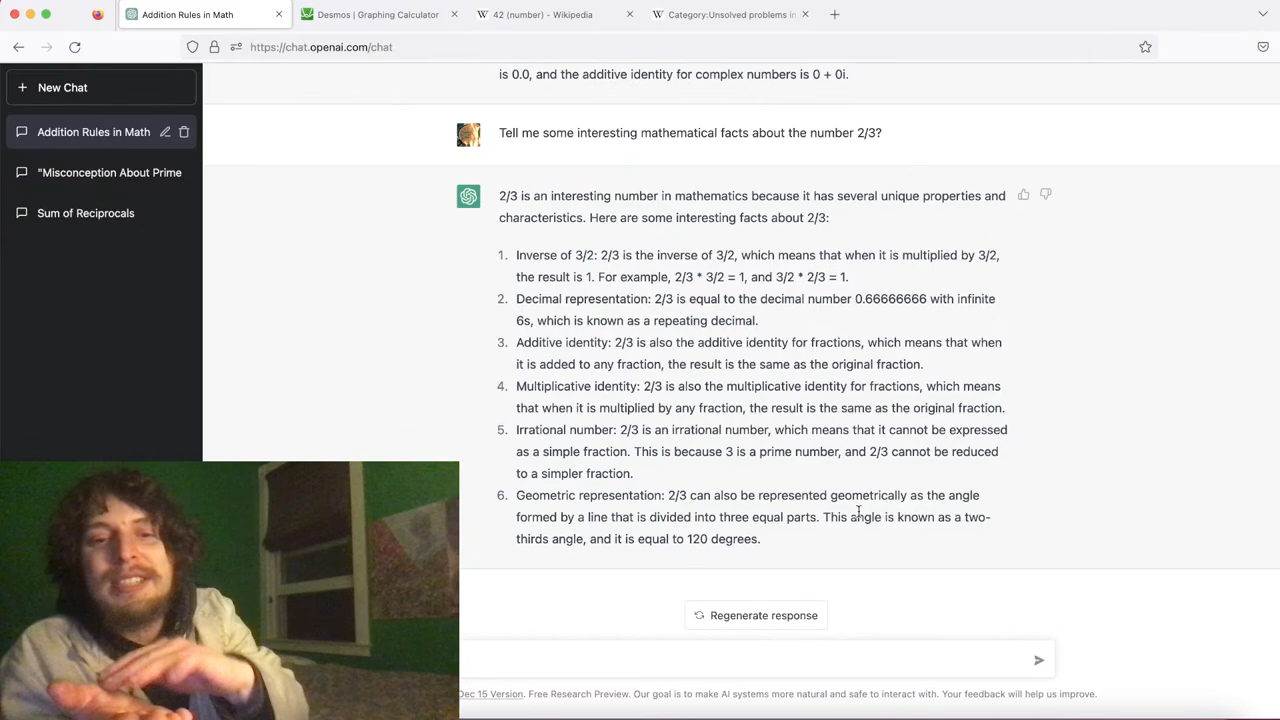 Addition Rules in Math
Desmos | Graphing Calculator
42 (number) - Wikipedia
Category:Unsolved problems in
https://chat.openai.com/chat
New Chat
Addition Rules in Math
"Misconception About Prime
Sum of Reciprocals
is 0.0, and the additive identity for complex numbers is 0 + 0i.
Tell me some interesting mathematical facts about the number 2/3?
2/3 is an interesting number in mathematics because it has several unique properties and
characteristics. Here are some interesting facts about 2/3:
1. Inverse of 3/2: 2/3 is the inverse of 3/2, which means that when it is multiplied by 3/2,
the result is 1. For example, 2/3 * 3/2 = 1, and 3/2 * 2/3 = 1.
2. Decimal representation: 2/3 is equal to the decimal number 0.66666666 with infinite
6s, which is known as a repeating decimal.
3. Additive identity: 2/3 is also the additive identity for fractions, which means that when
it is added to any fraction, the result is the same as the original fraction.
4. Multiplicative identity: 2/3 is also the multiplicative identity for fractions, which means
that when it is multiplied by any fraction, the result is the same as the original fraction.
5. Irrational number: 2/3 is an irrational number, which means that it cannot be expressed
as a simple fraction. This is because 3 is a prime number, and 2/3 cannot be reduced
to a simpler fraction.
6. Geometric representation: 2/3 can also be represented geometrically as the angle
formed by a line that is divided into three equal parts. This angle is known as a two-
thirds angle, and it is equal to 120 degrees.
Regenerate response
Dec 15 Version. Free Research Preview. Our goal is to make AI systems more natural and safe to interact with. Your feedback will help us improve.